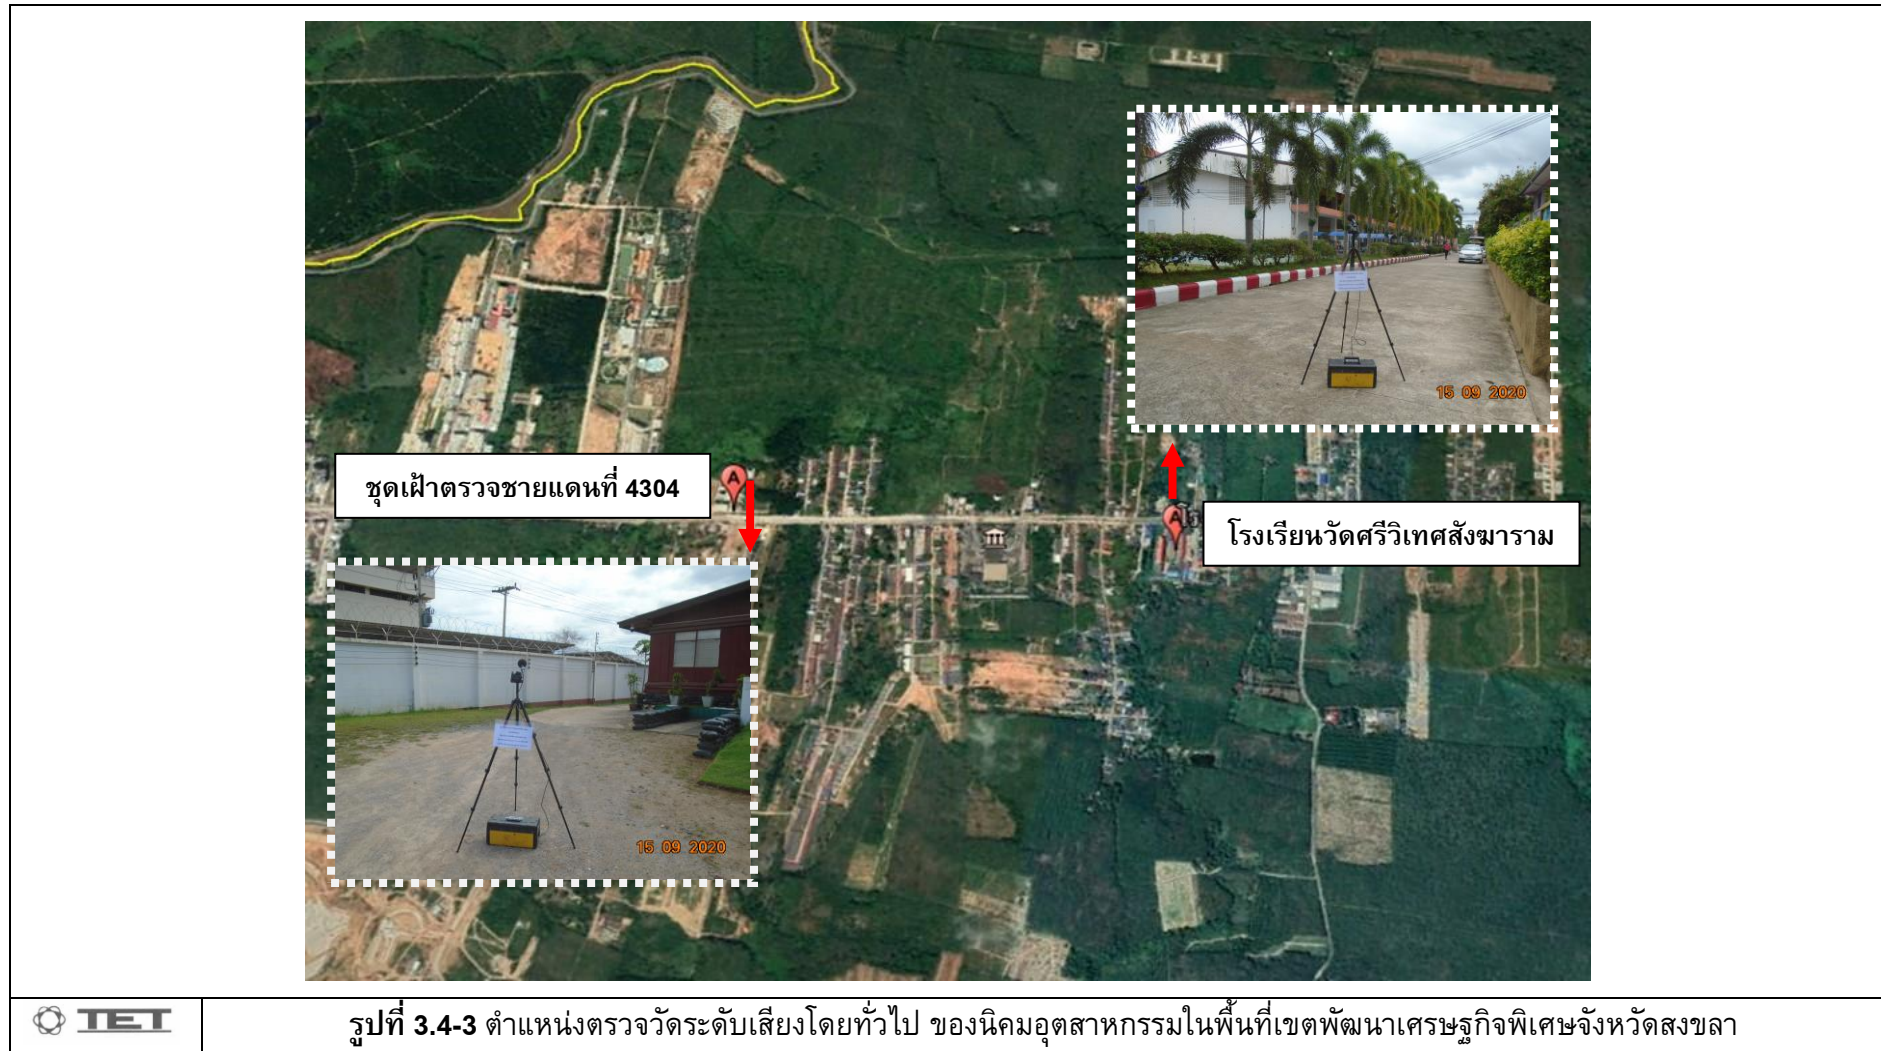 15 09 2020
ชุดเฝ้าตรวจชายแดนที่ 4304
A
A
โรงเรียนวัดศรีวิเทศสังฆาราม
15 09 2020
TET
รูปที่ 3.4-3 ตำแหน่งตรวจวัดระดับเสียงโดยทั่วไป ของนิคมอุตสาหกรรมในพื้นที่เขตพัฒนาเศรษฐกิจพิเศษจังหวัดสงขลา